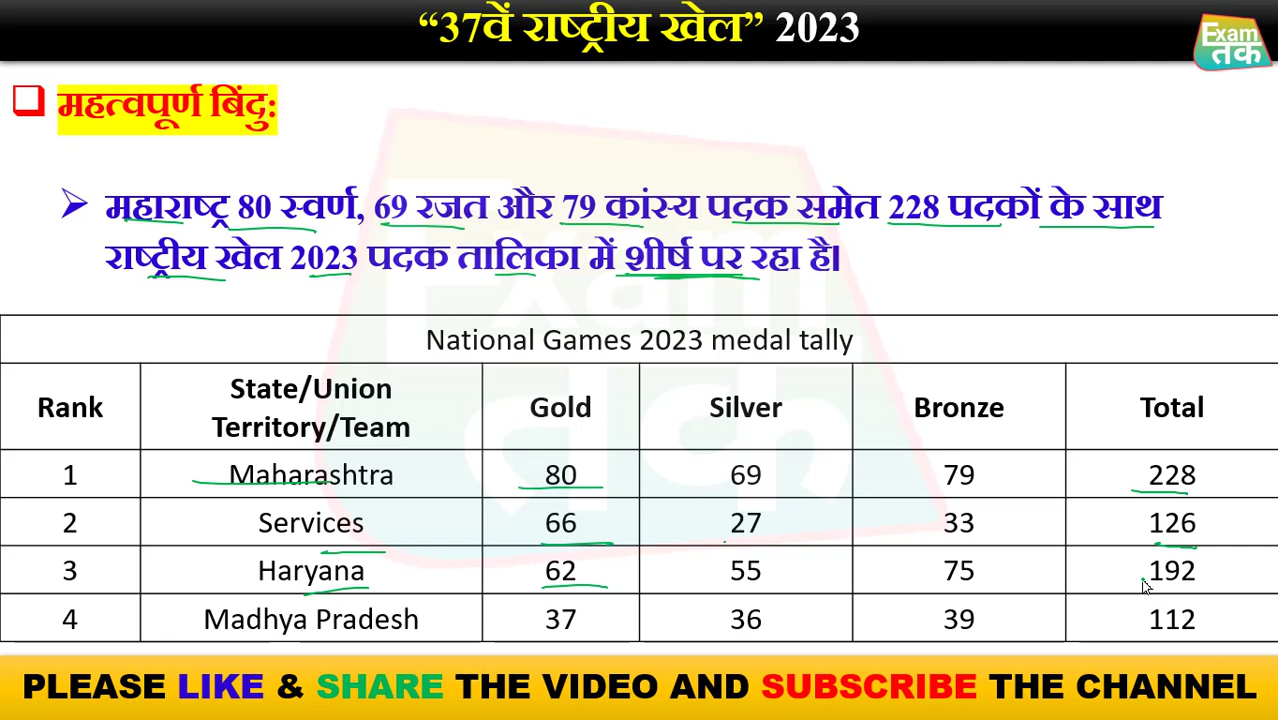 “37वें राष्ट्रीय खेल” 2023
Exam
तक
महत्वपूर्ण बिंदु:
महाराष्ट्र 80 स्वर्ण, 69 रजत और 79 कांस्य पदक समेत 228 पदकों के साथ
राष्ट्रीय खेल 2023 पदक तालिका में शीर्ष पर रहा है।
National Games 2023 medal tally
Rank State/Union Territory/Team Gold Silver Bronze Total
1 Maharashtra 80 69 79 228
2 Services 66 27 33 126
3 Haryana 62 55 75 192
4 Madhya Pradesh 37 36 39 112
PLEASE LIKE & SHARE THE VIDEO AND SUBSCRIBE THE CHANNEL